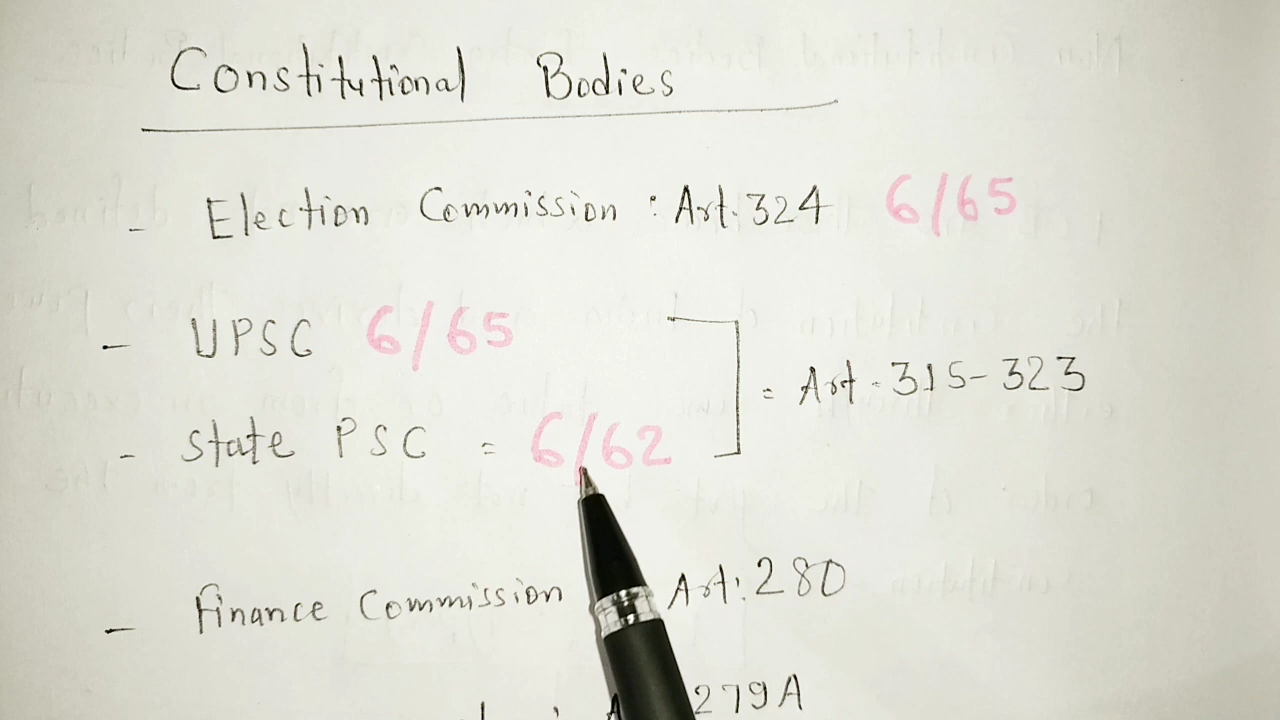 Constitutional Bodies
- Election Commission : Art. 324 6/65
- UPSC 6/65
- State PSC = 6/62
= Art. 315-323
- Finance Commission Art: 280
279A